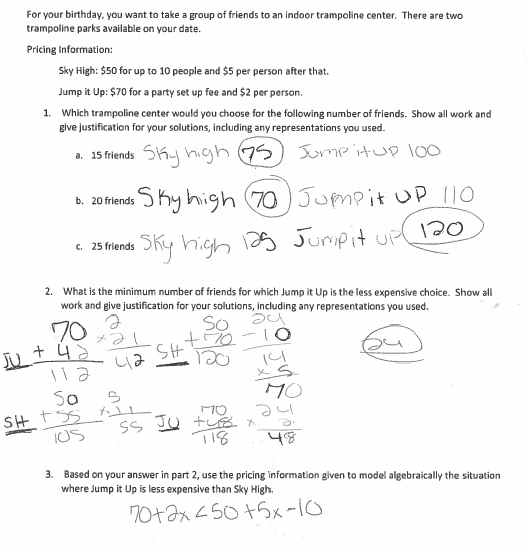 For your birthday, you want to take a group of friends to an indoor trampoline center. There are two
trampoline parks available on your date.
Pricing Information:
Sky High: $50 for up to 10 people and $5 per person after that.
Jump it Up: $70 for a party set up fee and $2 per person.
1. Which trampoline center would you choose for the following number of friends. Show all work and
give justification for your solutions, including any representations you used.
a. 15 friends Sky high 75 Jump it up 100
b. 20 friends Sky high 70 Jump it UP 110
c. 25 friends Sky high 125 Jump it up 120
2. What is the minimum number of friends for which Jump it Up is the less expensive choice. Show all
work and give justification for your solutions, including any representations you used.
70 2 50 24
JU + 42 x 21 SH + 70 - 10 24
112 42 120 14
x 5
70
50 5
SH + 55 x 11 JU 70 24
105 55 + 48 x 2
118 48
3. Based on your answer in part 2, use the pricing information given to model algebraically the situation
where Jump it Up is less expensive than Sky High.
70+2x<50+5x-10